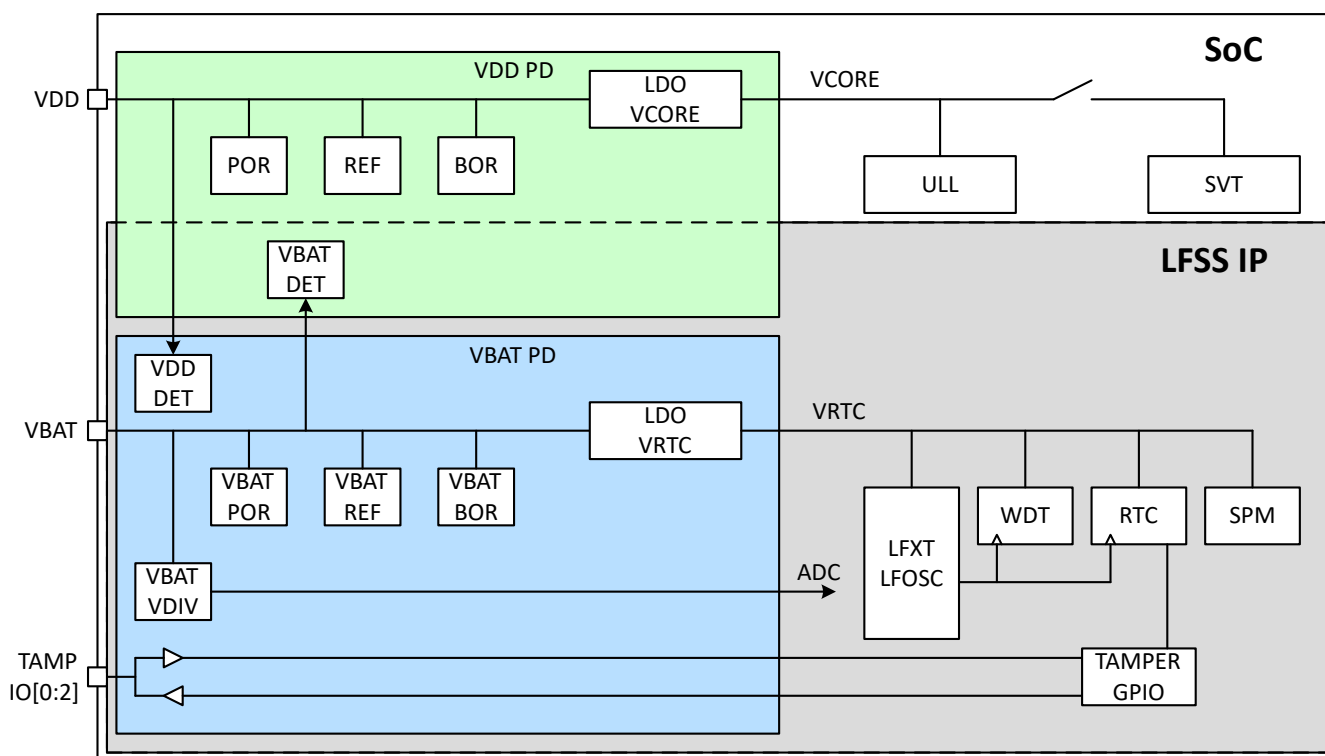 SoC
VDD PD
VDD
LDO
VCORE
VCORE
POR
REF
BOR
ULL
SVT
LFSS IP
VBAT
DET
VBAT PD
VDD
DET
VBAT
LDO
VRTC
VRTC
VBAT
POR
VBAT
REF
VBAT
BOR
WDT
RTC
SPM
LFXT
LFOSC
VBAT
VDIV
ADC
TAMP
IO[0:2]
TAMPER
GPIO